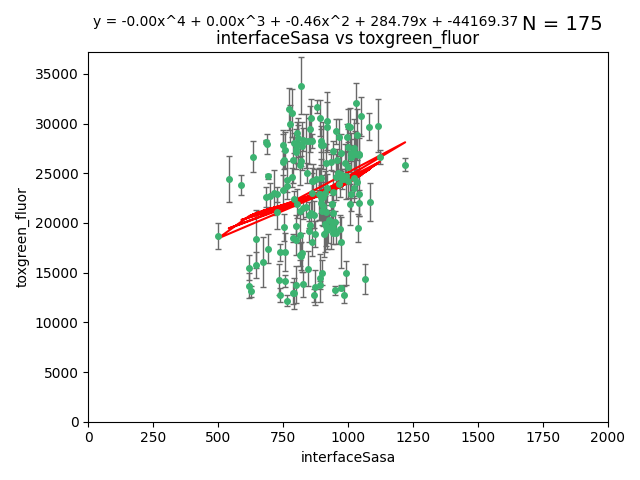 y = -0.00x^4 + 0.00x^3 + -0.46x^2 + 284.79x + -44169.37 N = 175
interfaceSasa vs toxgreen_fluor
35000
30000
25000
20000
15000
10000
5000
0
toxgreen_fluor
0 250 500 750 1000 1250 1500 1750 2000
interfaceSasa